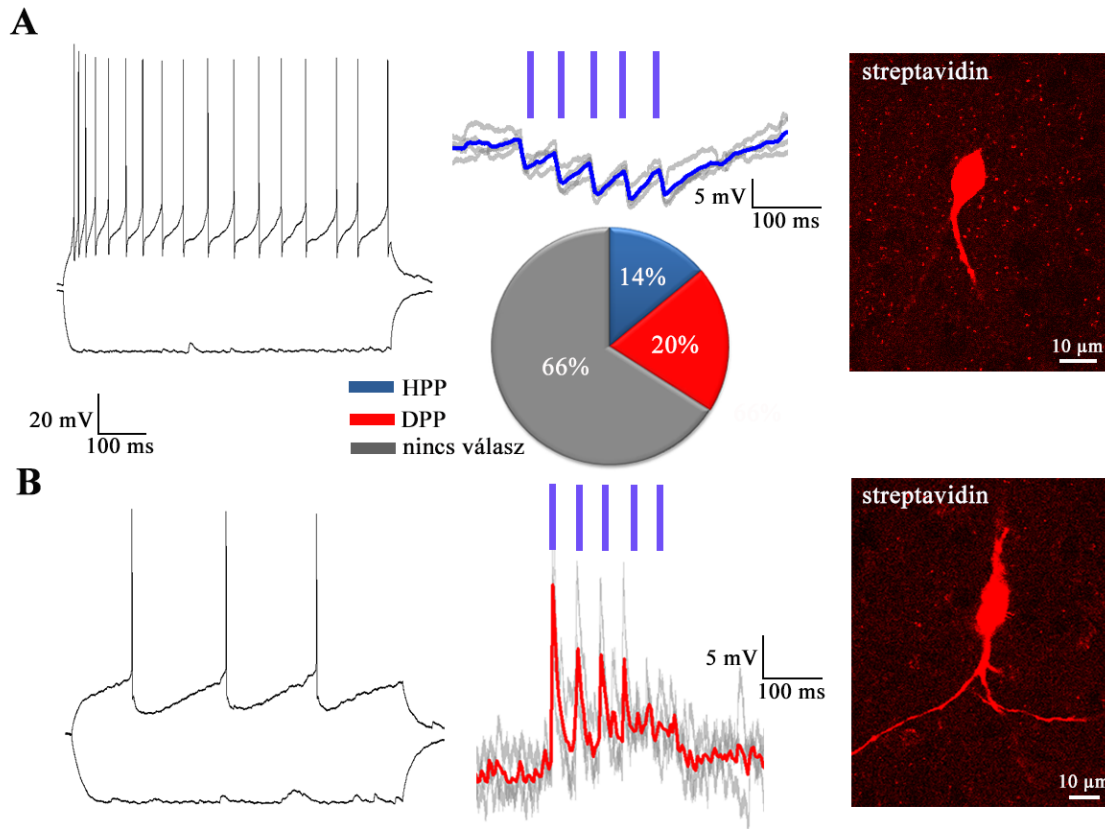 A
streptavidin
5 mV
100 ms
14%
20%
66%
66%
10 µm
HPP
DPP
nincs válasz
20 mV
100 ms
B
streptavidin
5 mV
100 ms
10 µm